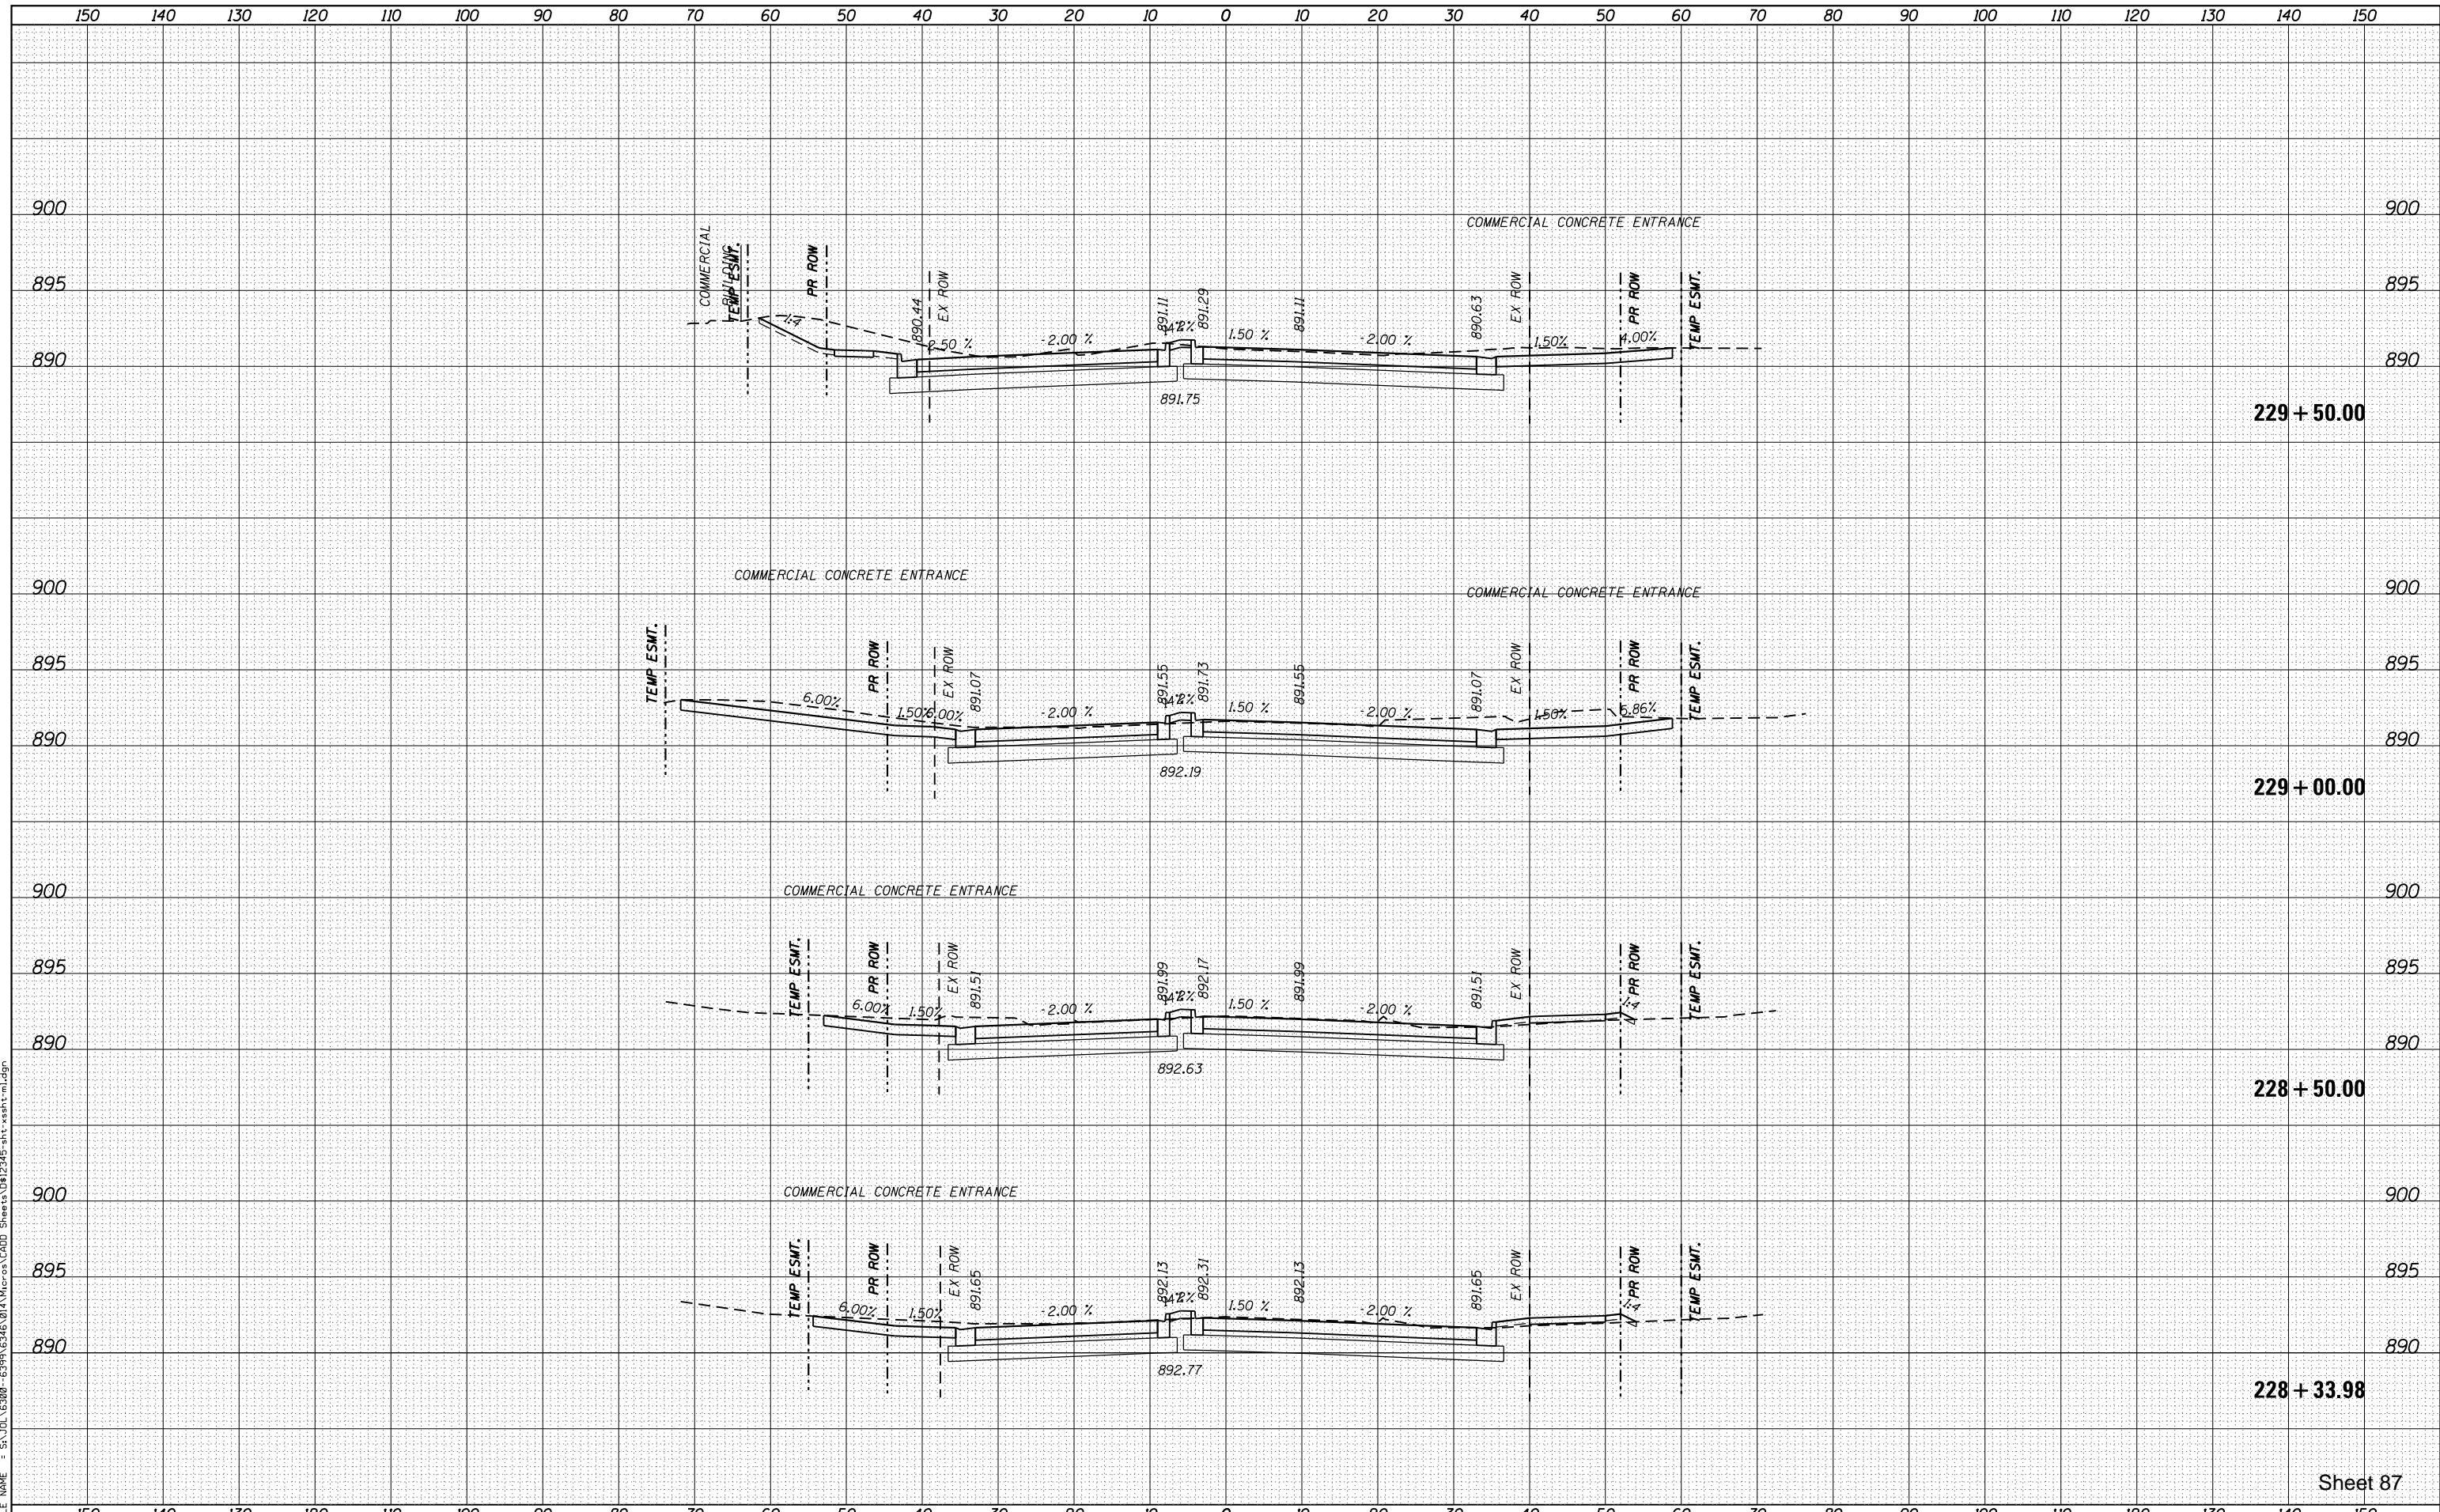 150 140 130 120 110 100 90 80 70 60 50 40 30 20 10 0 10 20 30 40 50 60 70 80 90 100 110 120 130 140 150
900 900
COMMERCIAL CONCRETE ENTRANCE
COMMERCIAL
BUILDING
TEMP ESMT.
PR ROW
EX ROW
890.44
891.11
891.29
891.11
890.63
EX ROW
PR ROW
TEMP ESMT.
895 895
1:4
2.50 %
-2.00 %
1.50 %
-2.00 %
1.50%
4.00%
890 890
891.75
229+50.00
COMMERCIAL CONCRETE ENTRANCE
900 900
COMMERCIAL CONCRETE ENTRANCE
TEMP ESMT.
PR ROW
EX ROW
891.07
891.55
891.73
891.55
891.07
EX ROW
PR ROW
TEMP ESMT.
895 895
6.00%
1.50%
6.00%
-2.00 %
1.50 %
-2.00 %
1.50%
5.86%
890 890
892.19
229+00.00
COMMERCIAL CONCRETE ENTRANCE
900 900
TEMP ESMT.
PR ROW
EX ROW
891.51
891.99
892.17
891.99
891.51
EX ROW
PR ROW
TEMP ESMT.
895 895
6.00%
1.50%
-2.00 %
1.50 %
-2.00 %
1:4
890 890
892.63
228+50.00
COMMERCIAL CONCRETE ENTRANCE
900 900
TEMP ESMT.
PR ROW
EX ROW
891.65
892.13
892.31
892.13
891.65
EX ROW
PR ROW
TEMP ESMT.
895 895
6.00%
1.50%
-2.00 %
1.50 %
-2.00 %
1:4
890 890
892.77
228+33.98
Sheet 87